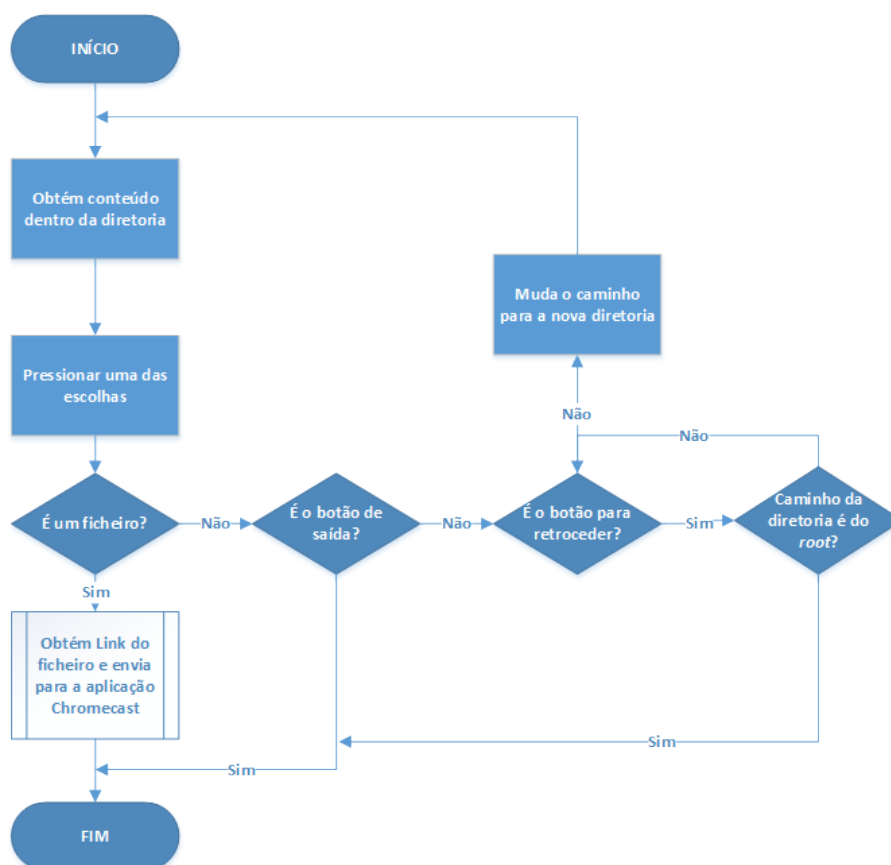 INÍCIO
Obtém conteúdo
dentro da diretoria
Muda o caminho
para a nova diretoria
Pressionar uma das
escolhas
Não
Não
É um ficheiro?
Não
É o botão de
saída?
Não
É o botão para
retroceder?
Sim
Caminho da
diretoria é do
root?
Sim
Obtém Link do
ficheiro e envia
para a aplicação
Chromecast
Sim
Sim
FIM